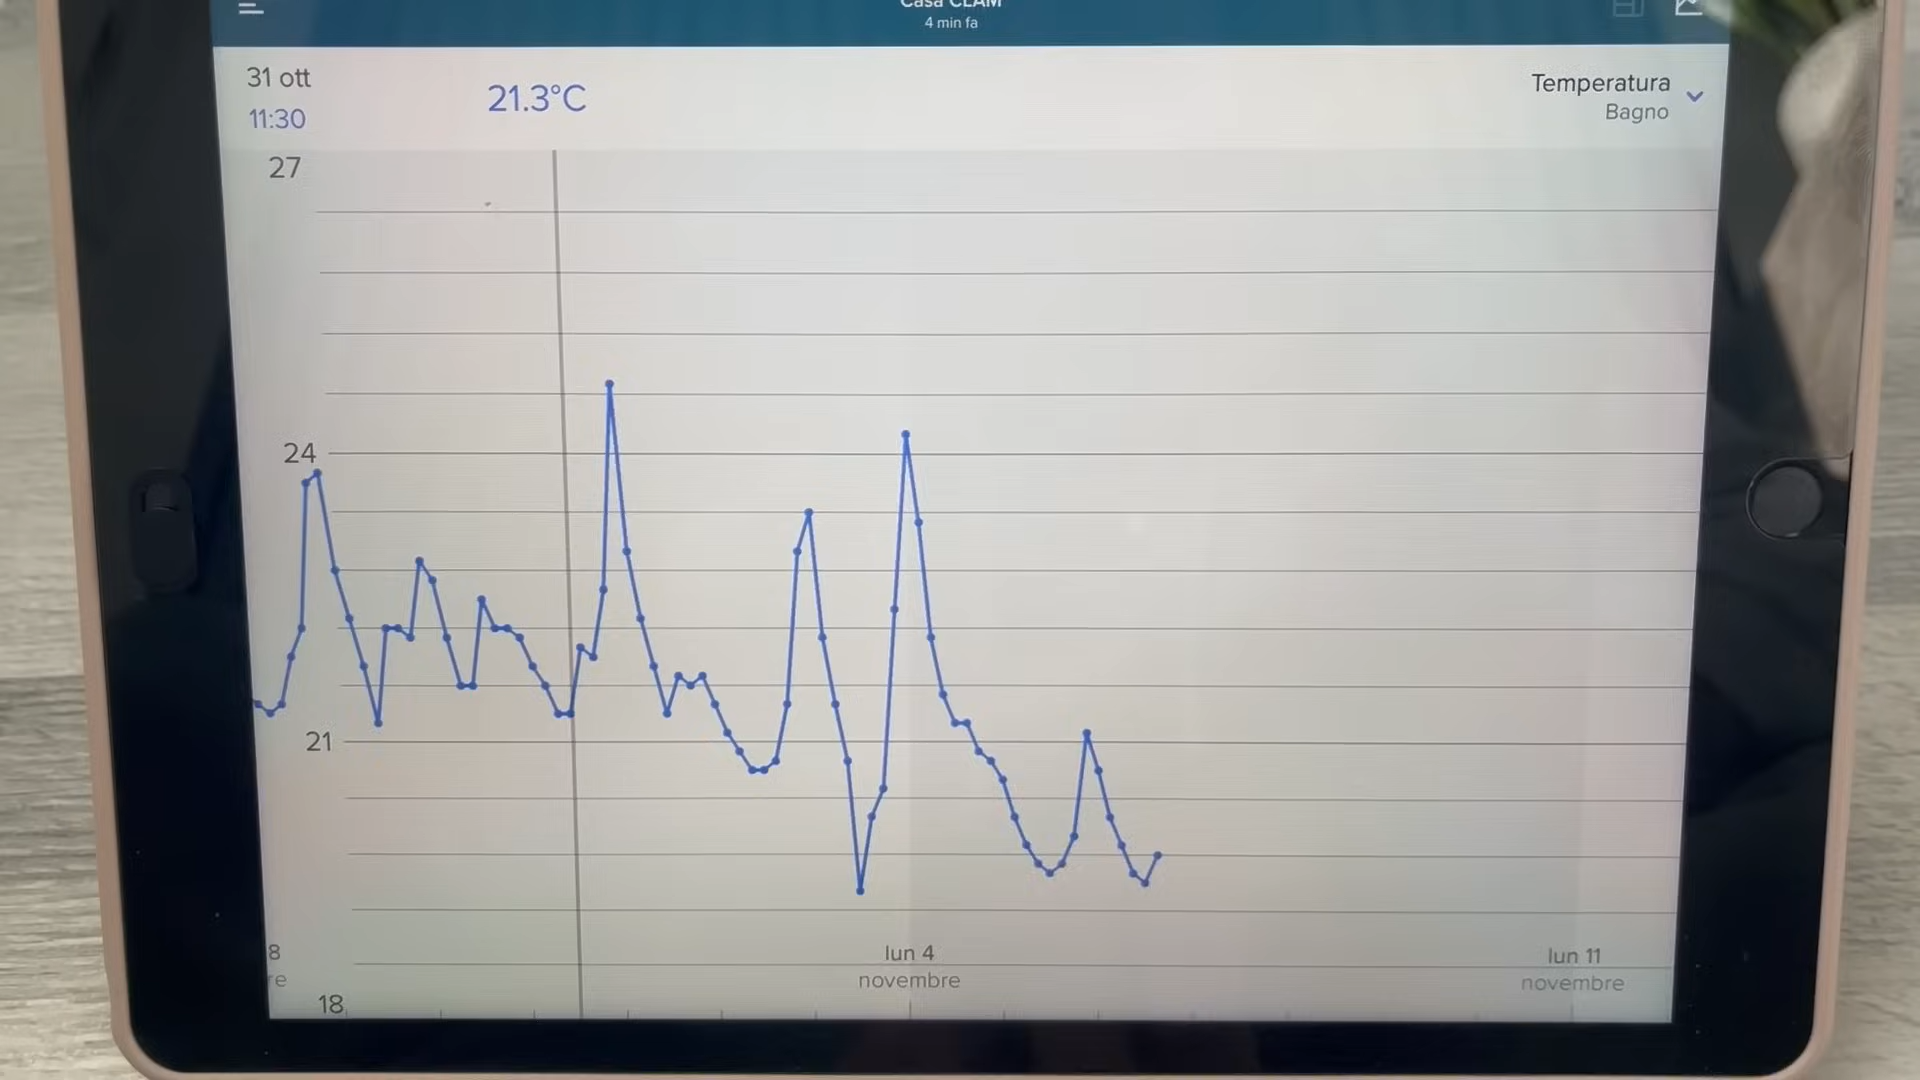 Casa CLAM
4 min fa
31 ott
11:30
21.3°C
Temperatura
Bagno
27
24
21
18
8
re
lun 4
novembre
lun 11
novembre